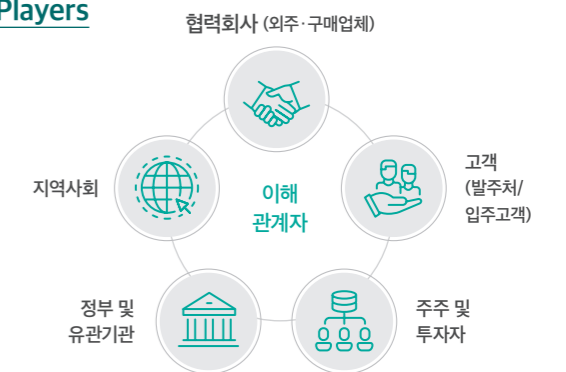 Players
협력회사 (외주·구매업체)
지역사회
이해
관계자
고객
(발주처/
입주고객)
정부 및
유관기관
주주 및
투자자